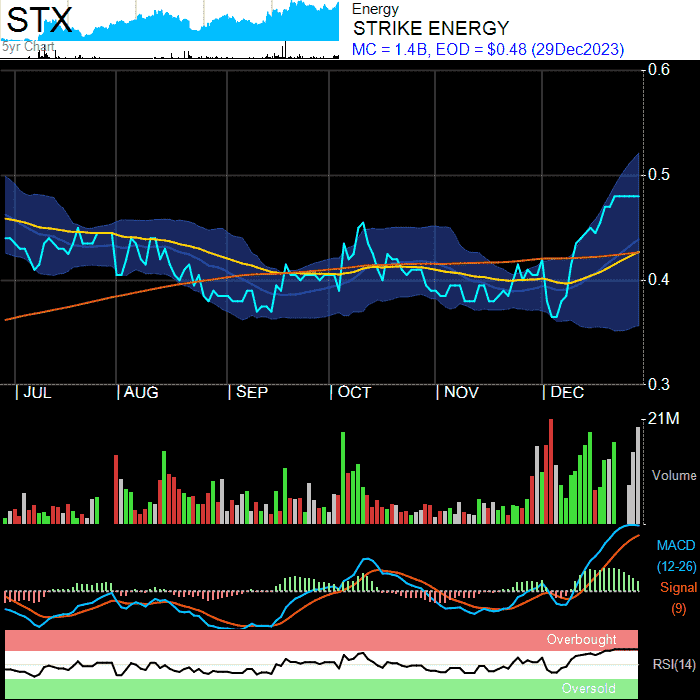 STX
5yr Chart
Energy
STRIKE ENERGY
MC = 1.4B, EOD = $0.48 (29Dec2023)
0.6
0.5
0.4
0.3
| JUL | AUG | SEP | OCT | NOV | DEC
21M
Volume
MACD
(12-26)
Signal
(9)
Overbought
RSI(14)
Oversold